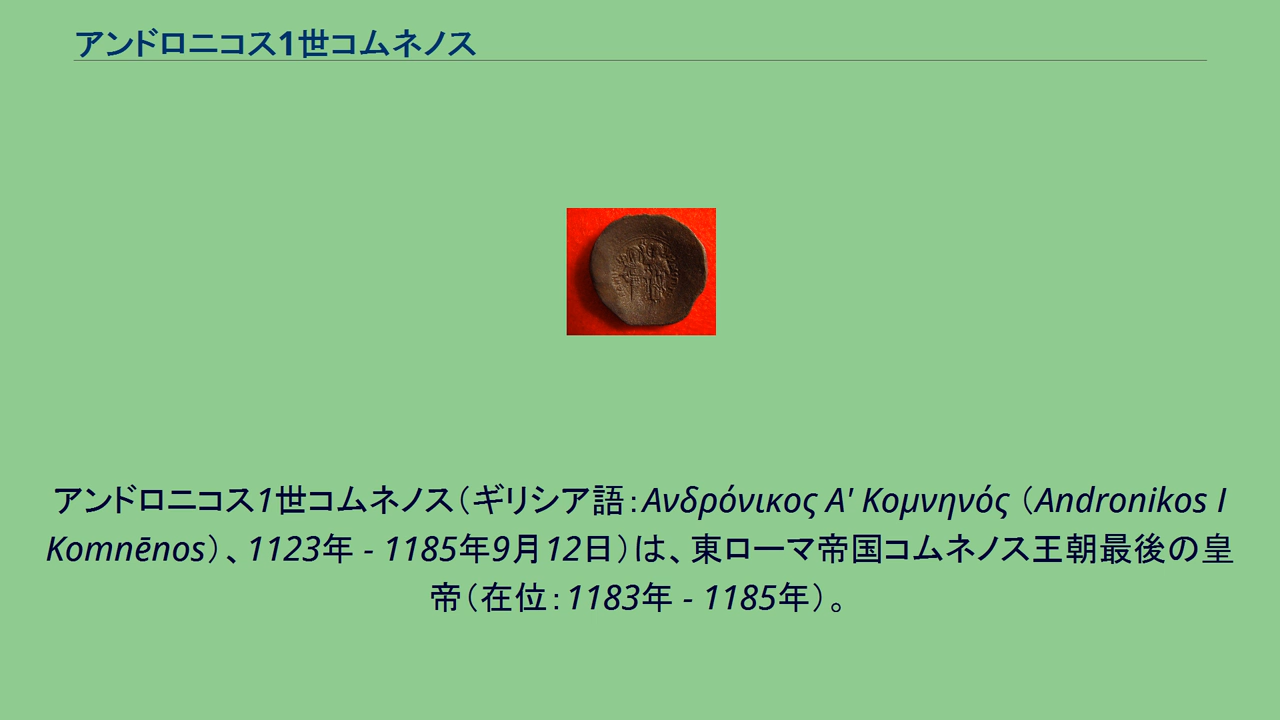 アンドロニコス1世コムネノス
アンドロニコス1世コムネノス（ギリシア語：Ανδρόνικος Α' Κομνηνός（Andronikos I
Komnēnos）、1123年 - 1185年9月12日）は、東ローマ帝国コムネノス王朝最後の皇
帝（在位：1183年 - 1185年）。